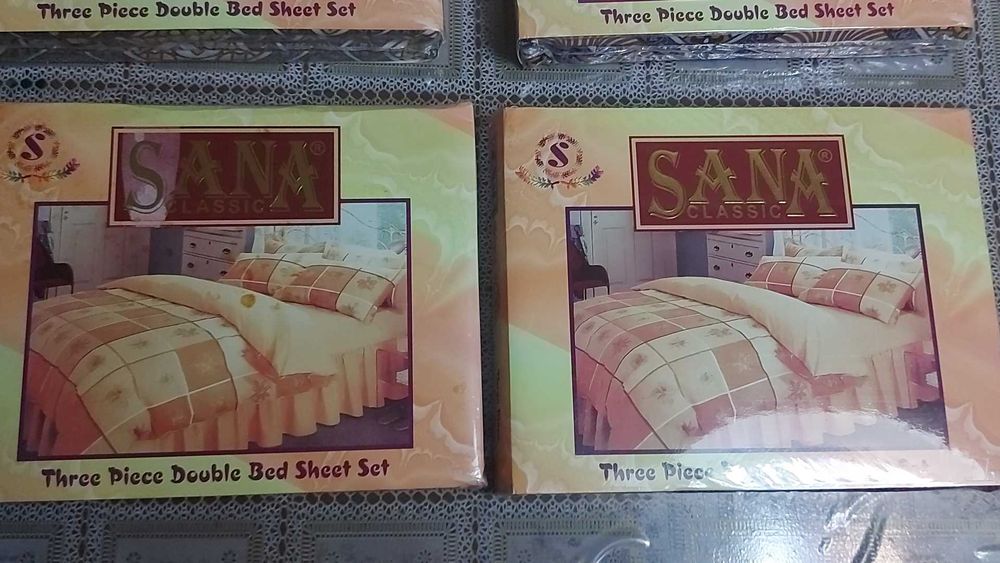 Three Piece Double Bed Sheet Set
Three Piece Double Bed Sheet Set
S
SANA®
CLASSIC
Three Piece Double Bed Sheet Set
S
SANA®
CLASSIC
Three Piece
Set